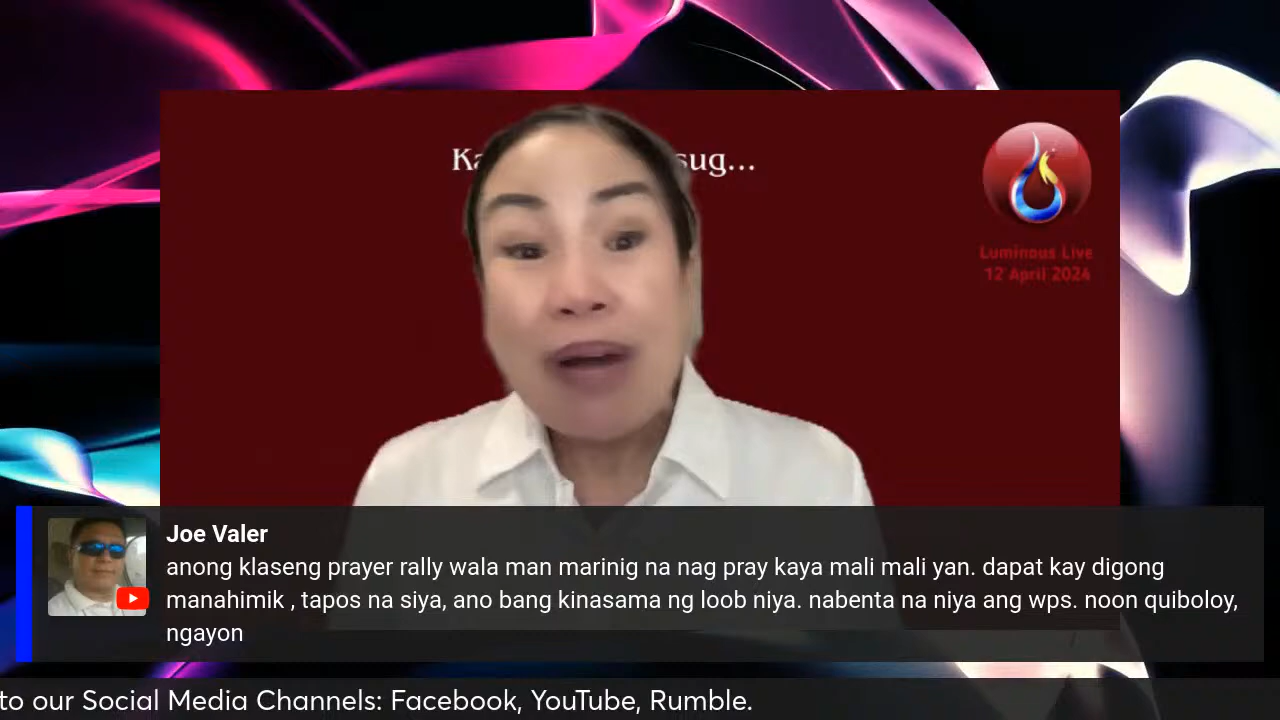 Ka
sug...
Luminous Live
12 April 2024
Joe Valer
anong klaseng prayer rally wala man marinig na nag pray kaya mali mali yan. dapat kay digong
manahimik , tapos na siya, ano bang kinasama ng loob niya. nabenta na niya ang wps. noon quiboloy,
ngayon
to our Social Media Channels: Facebook, YouTube, Rumble.